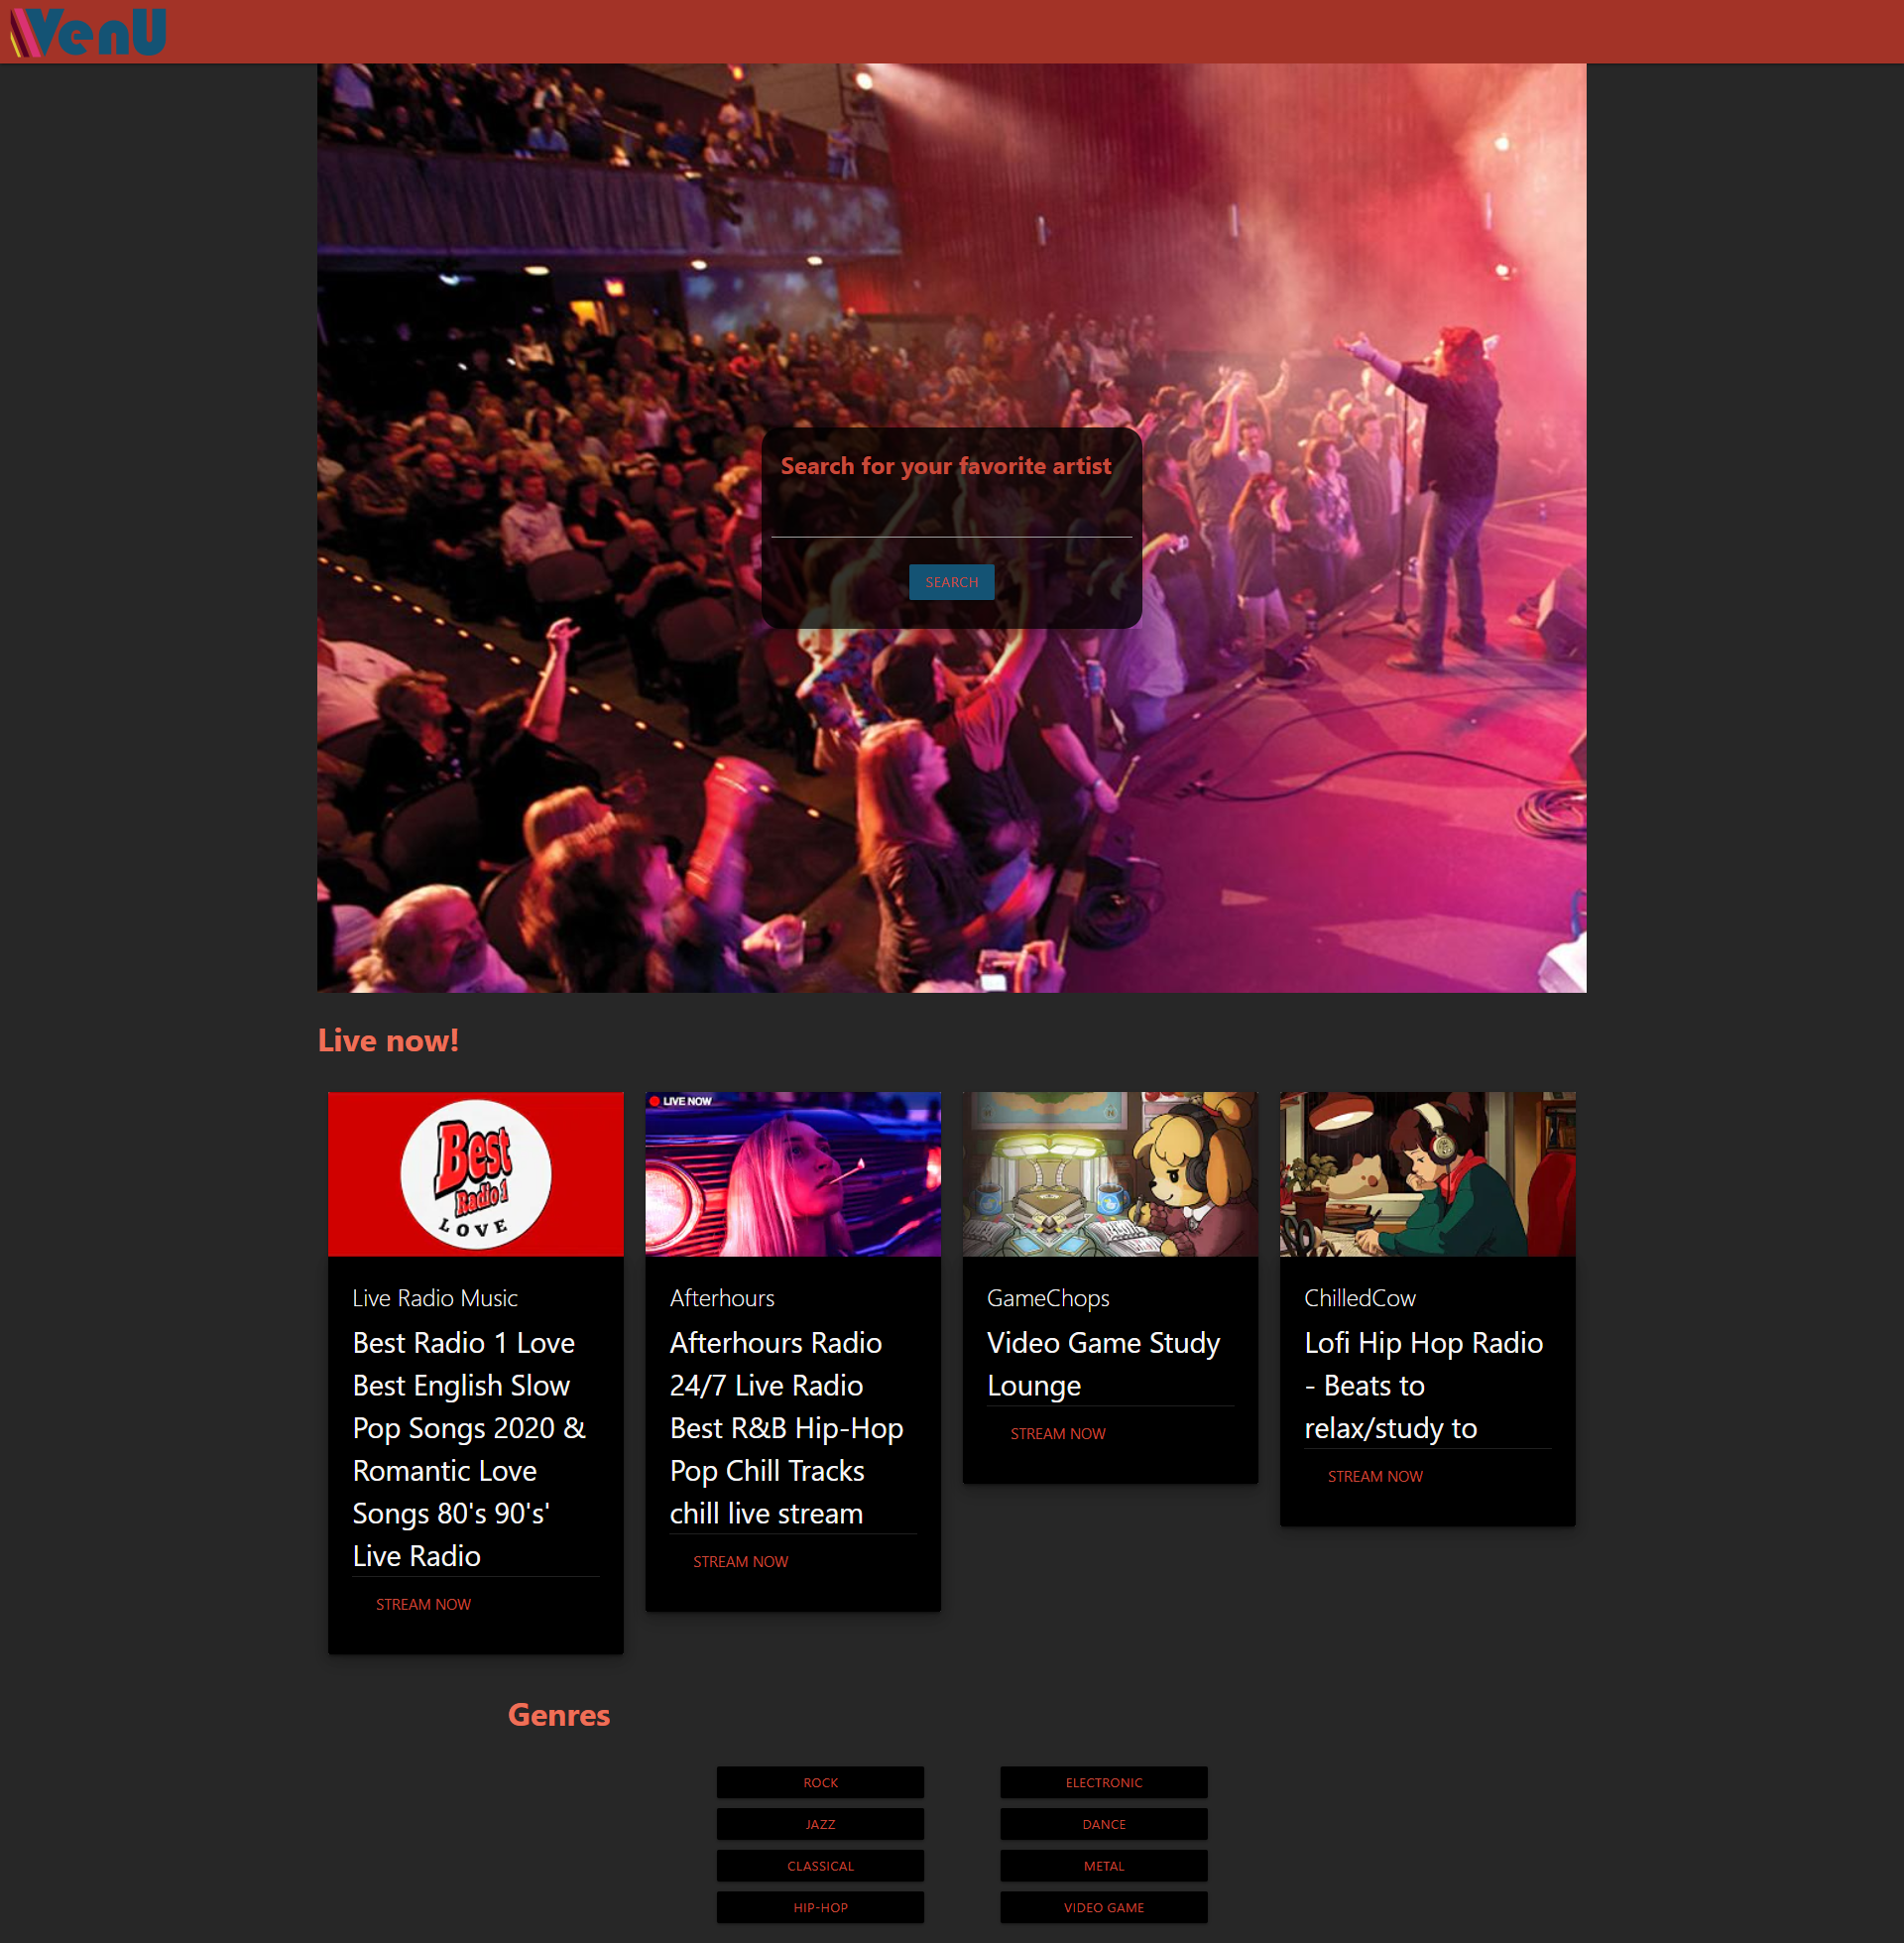 VenU
Search for your favorite artist
SEARCH
Live now!
Best
Radio 1
LOVE
Live Radio Music
Best Radio 1 Love
Best English Slow
Pop Songs 2020 &
Romantic Love
Songs 80's 90's'
Live Radio
STREAM NOW
LIVE NOW
Afterhours
Afterhours Radio
24/7 Live Radio
Best R&B Hip-Hop
Pop Chill Tracks
chill live stream
STREAM NOW
GameChops
Video Game Study
Lounge
STREAM NOW
ChilledCow
Lofi Hip Hop Radio
- Beats to
relax/study to
STREAM NOW
Genres
ROCK
ELECTRONIC
JAZZ
DANCE
CLASSICAL
METAL
HIP-HOP
VIDEO GAME